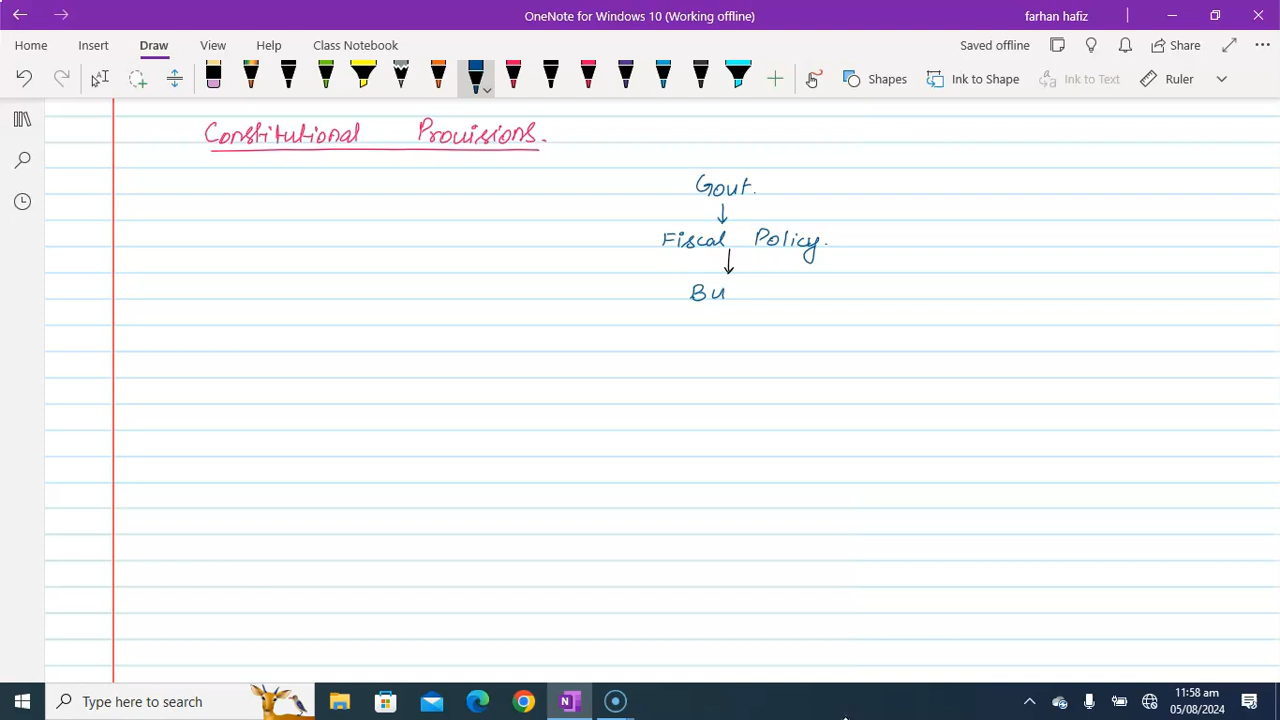 OneNote for Windows 10 (Working offline)
farhan hafiz
Home Insert Draw View Help Class Notebook
Saved offline
Share
Shapes
Ink to Shape
Ink to Text
Ruler
Constitutional Provisions.
Govt.
Fiscal Policy.
Bu
Type here to search
11:58 am
05/08/2024